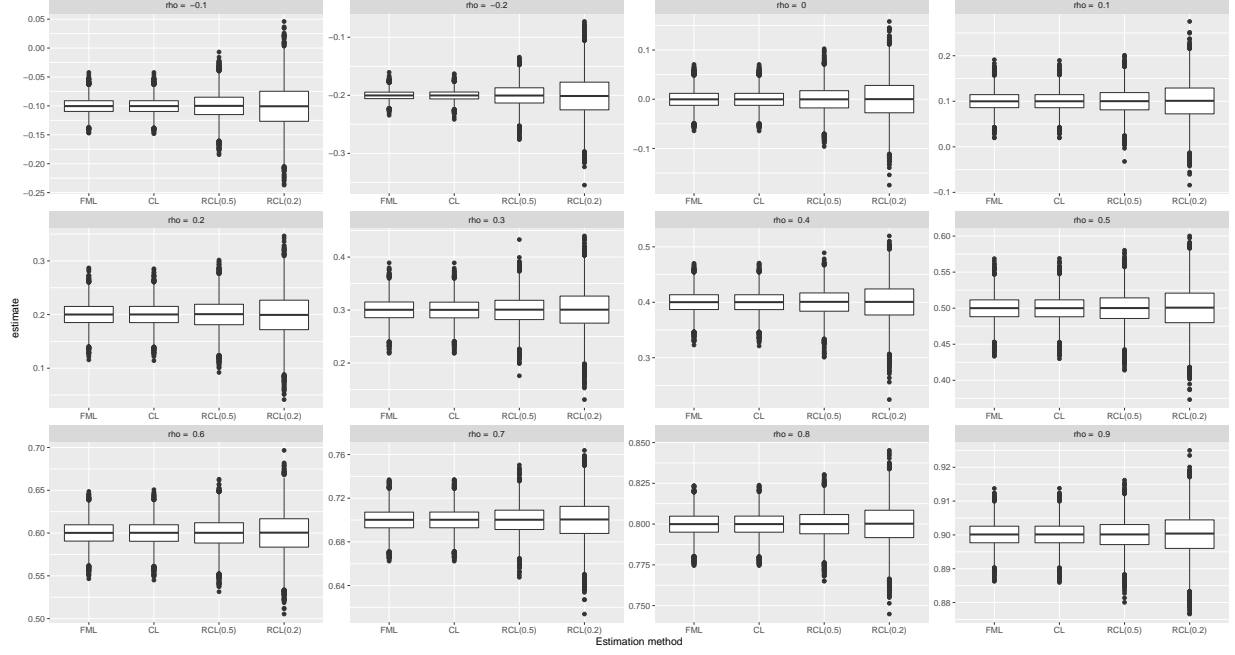 rho = −0.1
rho = −0.2
rho = 0
rho = 0.1
0.05
0.00
−0.05
−0.10
−0.15
−0.20
−0.25
−0.1
−0.2
−0.3
0.1
0.0
−0.1
0.2
0.1
0.0
−0.1
FML CL RCL(0.5) RCL(0.2)
FML CL RCL(0.5) RCL(0.2)
FML CL RCL(0.5) RCL(0.2)
FML CL RCL(0.5) RCL(0.2)
rho = 0.2
rho = 0.3
rho = 0.4
rho = 0.5
estimate
0.3
0.2
0.1
0.4
0.3
0.2
0.5
0.4
0.3
0.60
0.55
0.50
0.45
0.40
FML CL RCL(0.5) RCL(0.2)
FML CL RCL(0.5) RCL(0.2)
FML CL RCL(0.5) RCL(0.2)
FML CL RCL(0.5) RCL(0.2)
rho = 0.6
rho = 0.7
rho = 0.8
rho = 0.9
0.70
0.65
0.60
0.55
0.50
0.76
0.72
0.68
0.64
0.850
0.825
0.800
0.775
0.750
0.92
0.91
0.90
0.89
0.88
FML CL RCL(0.5) RCL(0.2)
FML CL RCL(0.5) RCL(0.2)
FML CL RCL(0.5) RCL(0.2)
FML CL RCL(0.5) RCL(0.2)
Estimation method